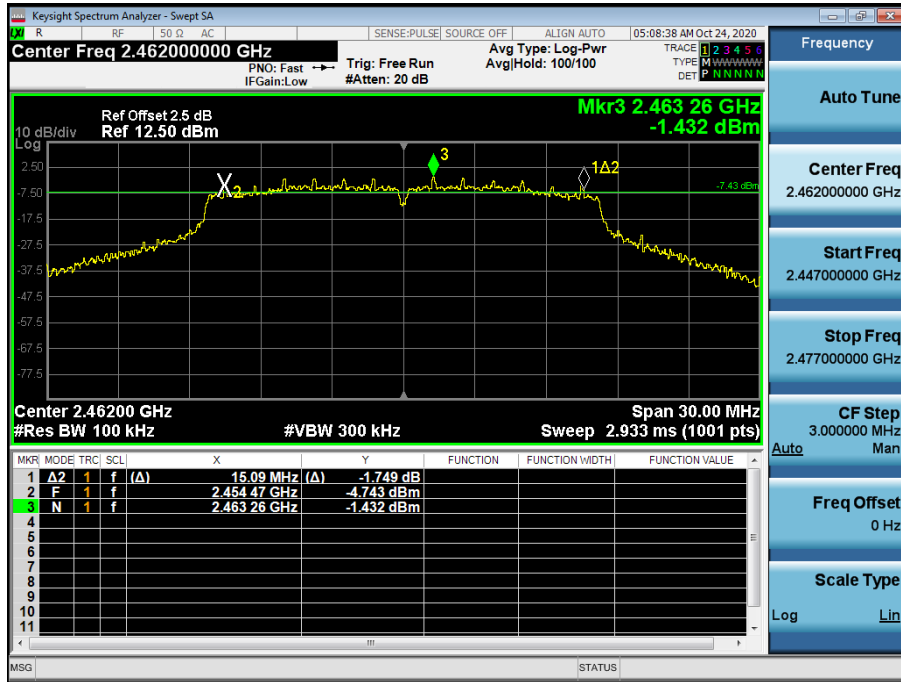 Keysight Spectrum Analyzer - Swept SA
LXI R RF 50 Ω AC SENSE:PULSE SOURCE OFF ALIGN AUTO 05:08:38 AM Oct 24, 2020
Center Freq 2.462000000 GHz Avg Type: Log-Pwr TRACE 1 2 3 4 5 6
PNO: Fast Trig: Free Run Avg|Hold: 100/100 TYPE M W W W W W
IFGain:Low #Atten: 20 dB DET P N N N N N
Ref Offset 2.5 dB Mkr3 2.463 26 GHz
10 dB/div Ref 12.50 dBm -1.432 dBm
Log
3
2.50
1Δ2
2
-7.43 dBm
-7.50
-17.5
-27.5
-37.5
-47.5
-57.5
-67.5
-77.5
Center 2.46200 GHz Span 30.00 MHz
#Res BW 100 kHz #VBW 300 kHz Sweep 2.933 ms (1001 pts)
MKR MODE TRC SCL X Y FUNCTION FUNCTION WIDTH FUNCTION VALUE
1 Δ2 1 f (Δ) 15.09 MHz (Δ) -1.749 dB
2 F 1 f 2.454 47 GHz -4.743 dBm
3 N 1 f 2.463 26 GHz -1.432 dBm
4
5
6
7
8
9
10
11
MSG STATUS
Frequency
Auto Tune
Center Freq
2.462000000 GHz
Start Freq
2.447000000 GHz
Stop Freq
2.477000000 GHz
CF Step
3.000000 MHz
Auto Man
Freq Offset
0 Hz
Scale Type
Log Lin